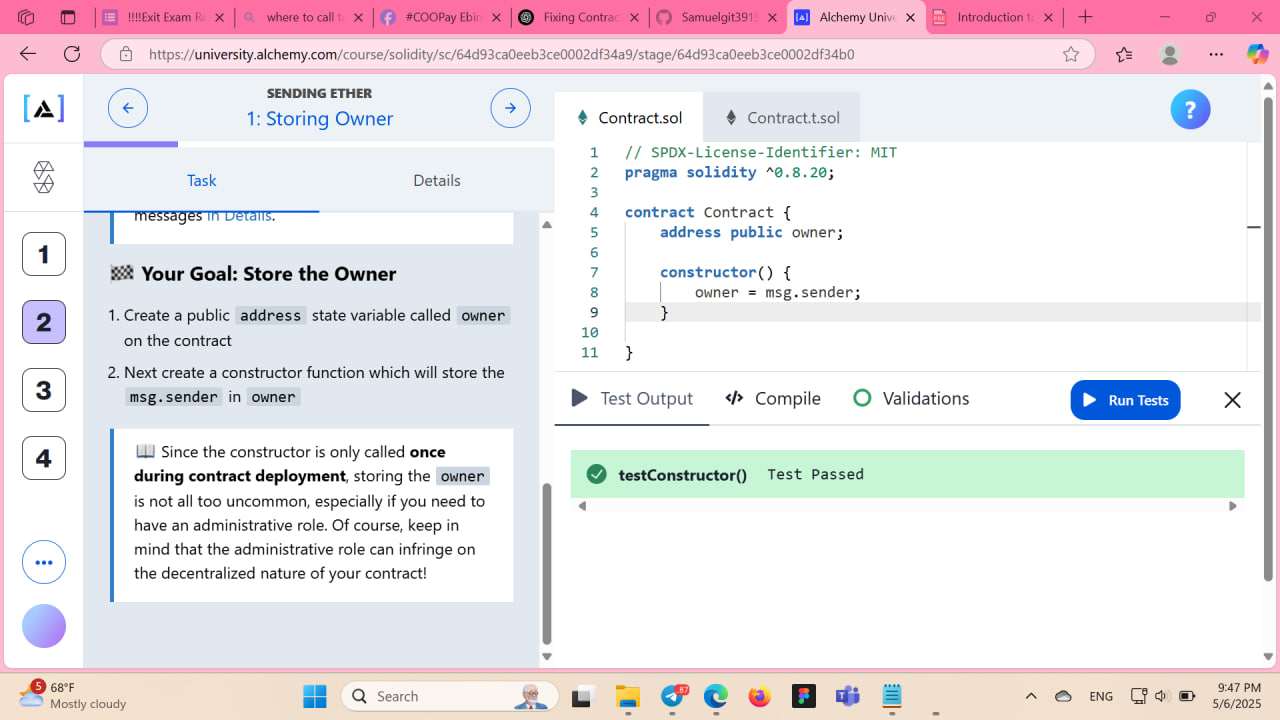 !!!!Exit Exam Re
where to call t
#COOPay Ebir
Fixing Contrac
Samuelgit3919
Alchemy Unive
Introduction to
https://university.alchemy.com/course/solidity/sc/64d93ca0eeb3ce0002df34a9/stage/64d93ca0eeb3ce0002df34b0
[A]
SENDING ETHER
1: Storing Owner
Task
Details
1
2
3
4
messages in Details.
🏁 Your Goal: Store the Owner
1. Create a public address state variable called owner
on the contract
2. Next create a constructor function which will store the
msg.sender in owner
📖 Since the constructor is only called once
during contract deployment, storing the owner
is not all too uncommon, especially if you need to
have an administrative role. Of course, keep in
mind that the administrative role can infringe on
the decentralized nature of your contract!
Contract.sol
Contract.t.sol
?
1 // SPDX-License-Identifier: MIT
2 pragma solidity ^0.8.20;
3
4 contract Contract {
5 address public owner;
6
7 constructor() {
8 owner = msg.sender;
9 }
10
11 }
Test Output
Compile
Validations
Run Tests
testConstructor() Test Passed
5
68°F
Mostly cloudy
Search
..87
ENG
9:47 PM
5/6/2025